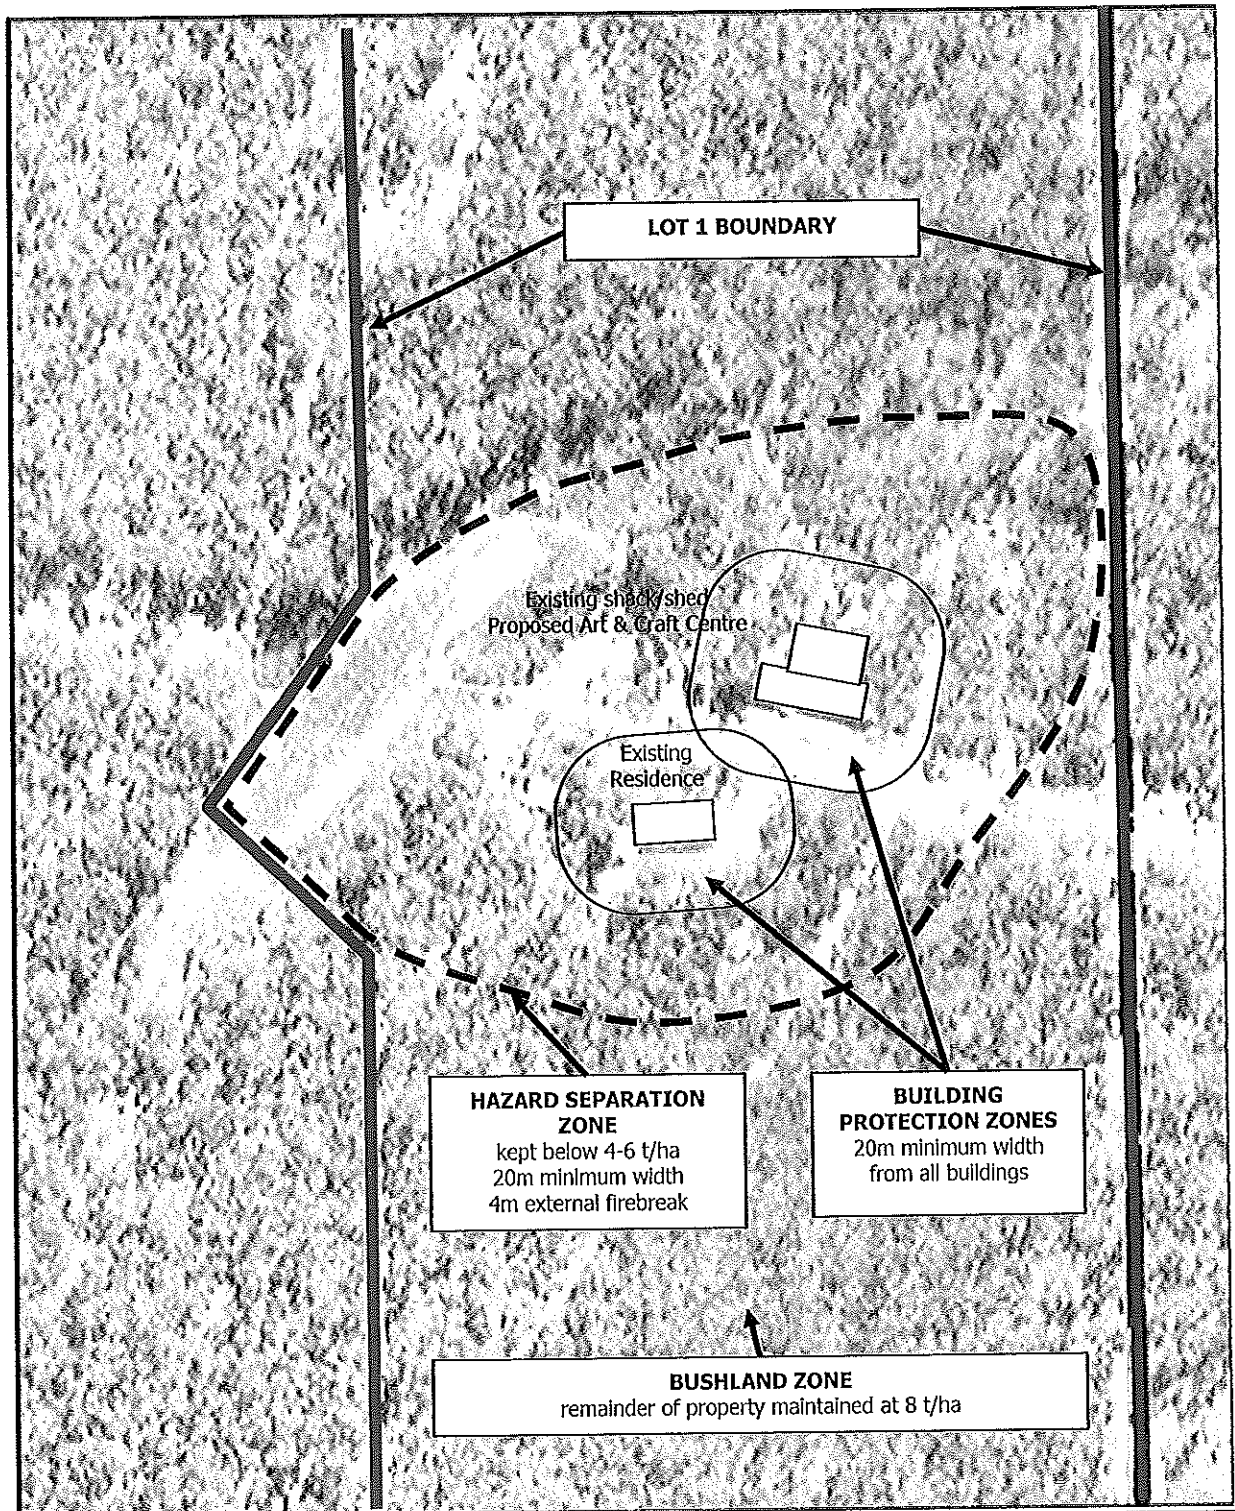 LOT 1 BOUNDARY
Existing shack/shed
Proposed Art & Craft Centre
Existing
Residence
HAZARD SEPARATION
ZONE
kept below 4-6 t/ha
20m minimum width
4m external firebreak
BUILDING
PROTECTION ZONES
20m minimum width
from all buildings
BUSHLAND ZONE
remainder of property maintained at 8 t/ha